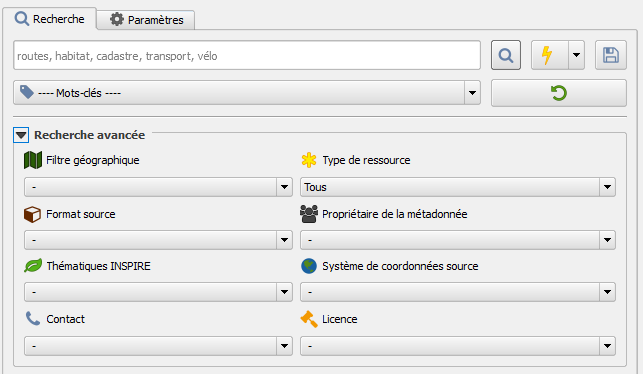 Recherche
Paramètres
routes, habitat, cadastre, transport, vélo
---- Mots-clés ----
Recherche avancée
Filtre géographique
Type de ressource
-
Tous
Format source
Propriétaire de la métadonnée
-
-
Thématiques INSPIRE
Système de coordonnées source
-
-
Contact
Licence
-
-